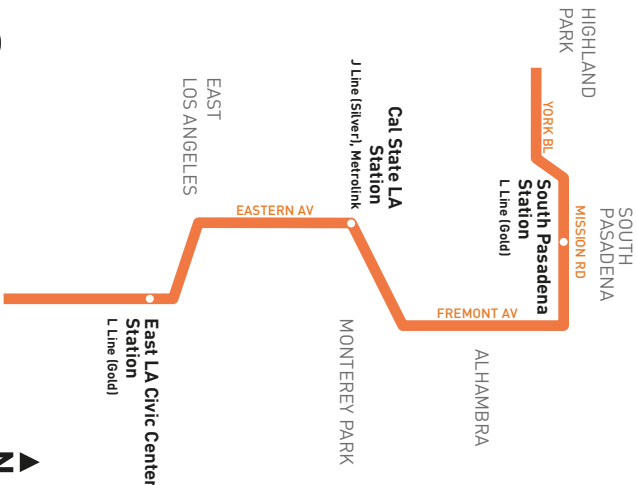 HIGHLAND
PARK
YORK BL
SOUTH
PASADENA
MISSION RD
South Pasadena
Station
L Line (Gold)
FREMONT AV
ALHAMBRA
Cal State LA
Station
J Line (Silver), Metrolink
MONTEREY PARK
EASTERN AV
EAST
LOS ANGELES
East LA Civic Center
Station
L Line (Gold)
N